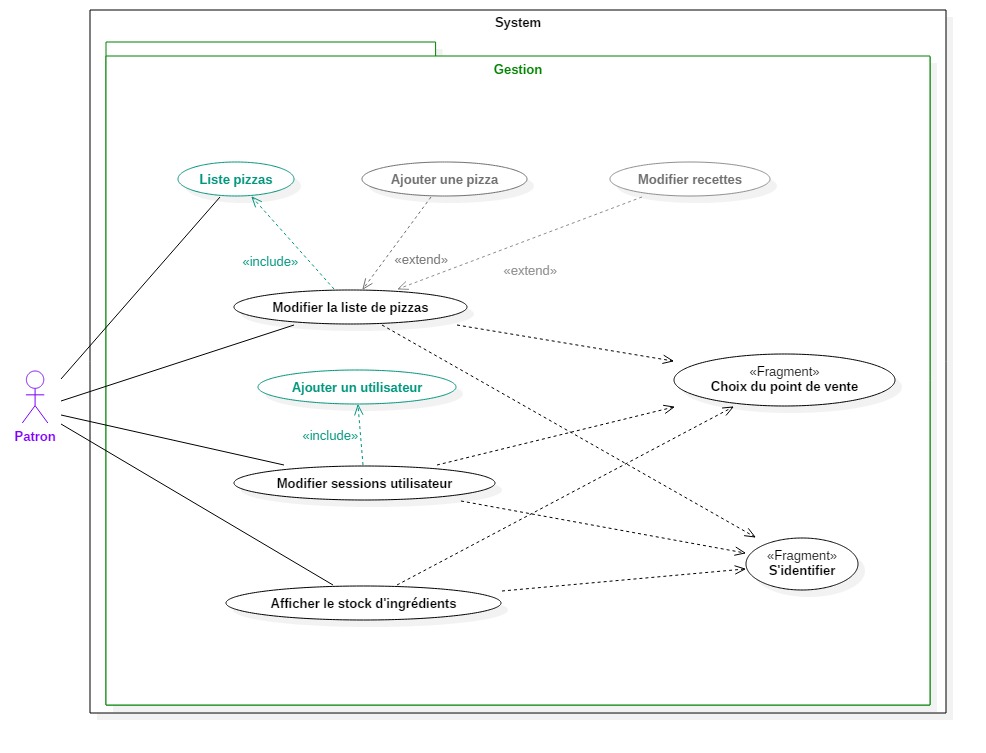 System
Gestion
Liste pizzas
Ajouter une pizza
Modifier recettes
«include»
«extend»
«extend»
Modifier la liste de pizzas
«Fragment»
Choix du point de vente
Ajouter un utilisateur
Patron
«include»
Modifier sessions utilisateur
«Fragment»
S'identifier
Afficher le stock d'ingrédients